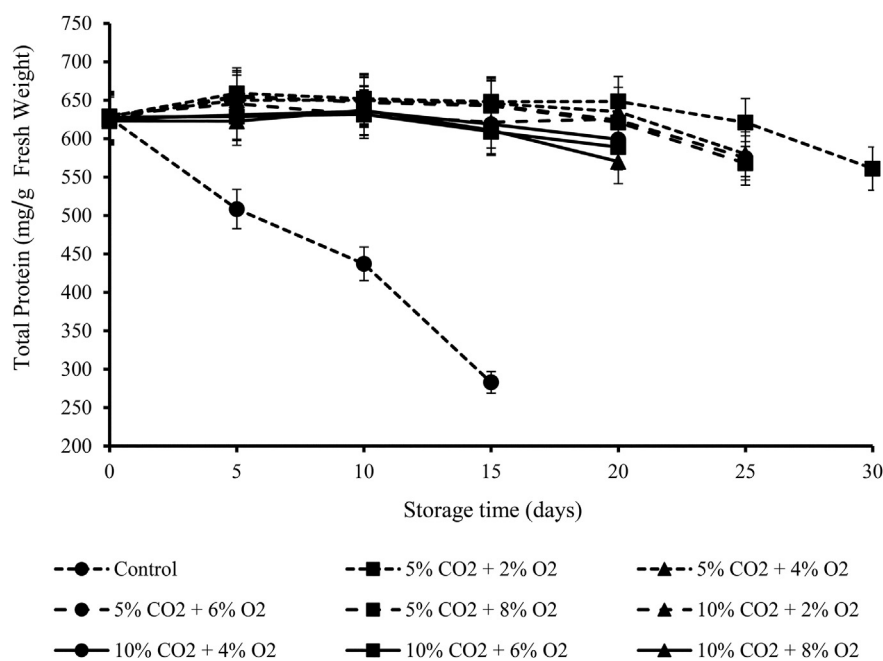 750
700
650
600
550
500
450
400
350
300
250
200
Total Protein (mg/g Fresh Weight)
0 5 10 15 20 25 30
Storage time (days)
Control 5% CO2 + 2% O2 5% CO2 + 4% O2
5% CO2 + 6% O2 5% CO2 + 8% O2 10% CO2 + 2% O2
10% CO2 + 4% O2 10% CO2 + 6% O2 10% CO2 + 8% O2